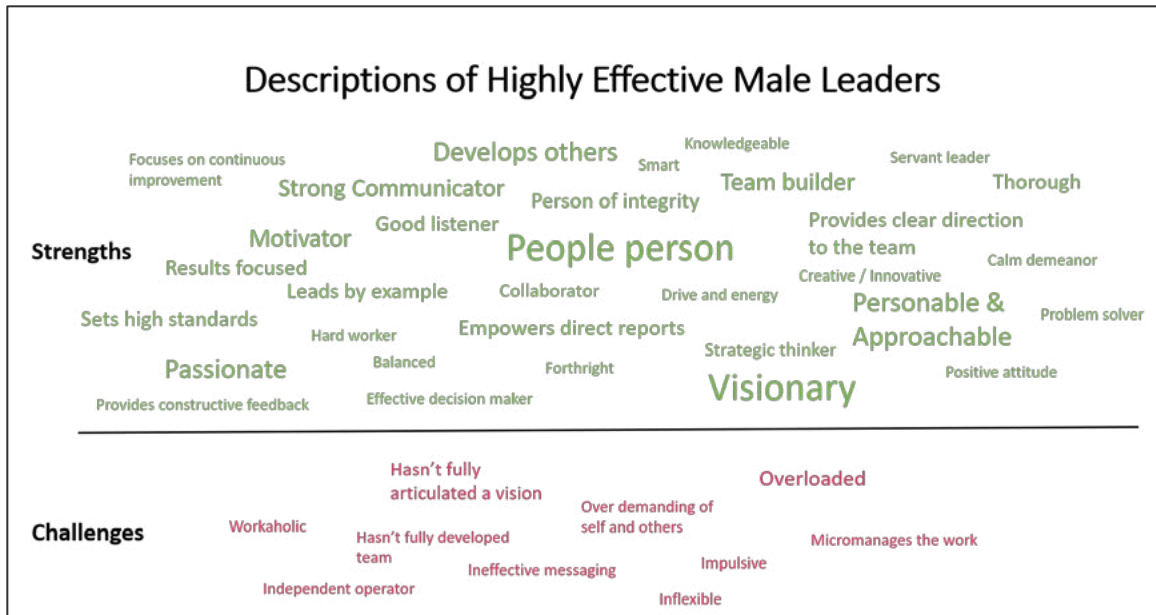 Descriptions of Highly Effective Male Leaders
Knowledgeable
Develops others
Servant leader
Focuses on continuous
improvement
Smart
Strong Communicator
Team builder
Thorough
Person of integrity
Good listener
Provides clear direction
to the team
Motivator
People person
Strengths
Calm demeanor
Results focused
Creative / Innovative
Leads by example
Collaborator
Drive and energy
Personable &
Approachable
Problem solver
Sets high standards
Hard worker
Empowers direct reports
Strategic thinker
Passionate
Balanced
Forthright
Visionary
Positive attitude
Provides constructive feedback
Effective decision maker
Hasn't fully
articulated a vision
Overloaded
Over demanding of
self and others
Challenges
Workaholic
Hasn't fully developed
team
Micromanages the work
Ineffective messaging
Impulsive
Independent operator
Inflexible